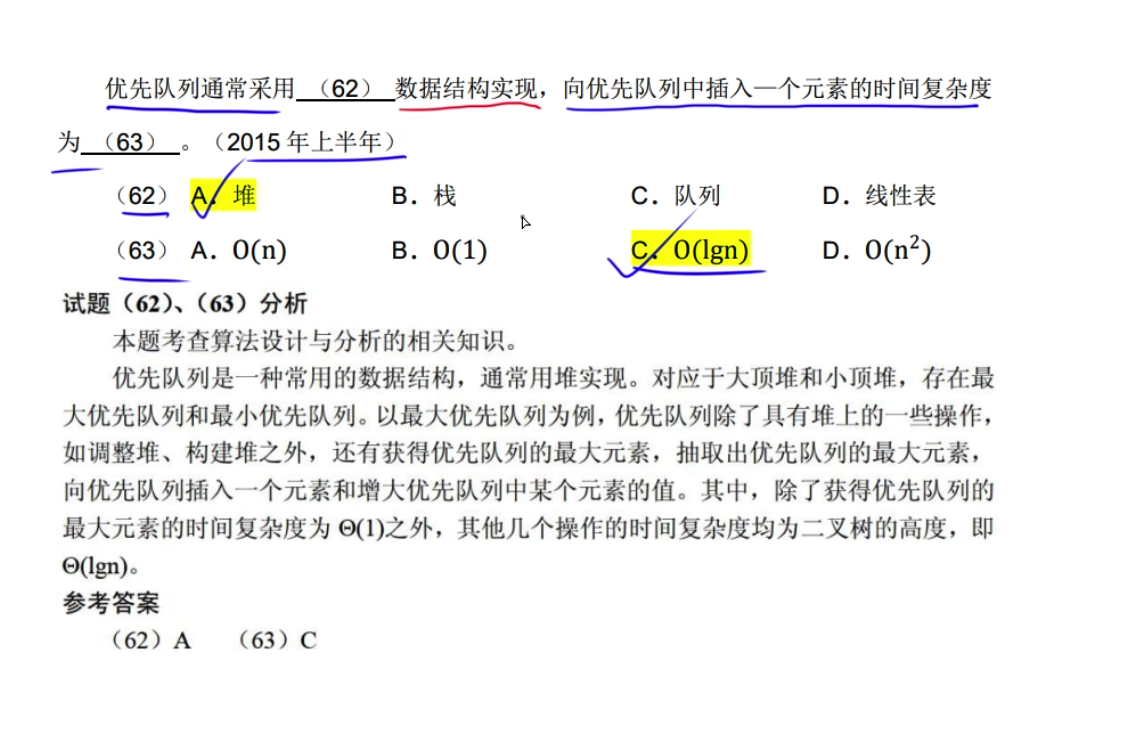 优先队列通常采用 （62） 数据结构实现，向优先队列中插入一个元素的时间复杂度
为 （63） 。（2015 年上半年）
（62） A．堆 B．栈 C．队列 D．线性表
（63） A．O(n) B．O(1) C．O(lgn) D．O(n²)
试题（62）、（63）分析
本题考查算法设计与分析的相关知识。
优先队列是一种常用的数据结构，通常用堆实现。对应于大顶堆和小顶堆，存在最
大优先队列和最小优先队列。以最大优先队列为例，优先队列除了具有堆上的一些操作，
如调整堆、构建堆之外，还有获得优先队列的最大元素，抽取出优先队列的最大元素，
向优先队列插入一个元素和增大优先队列中某个元素的值。其中，除了获得优先队列的
最大元素的时间复杂度为 Θ(1)之外，其他几个操作的时间复杂度均为二叉树的高度，即
Θ(lgn)。
参考答案
（62）A （63）C